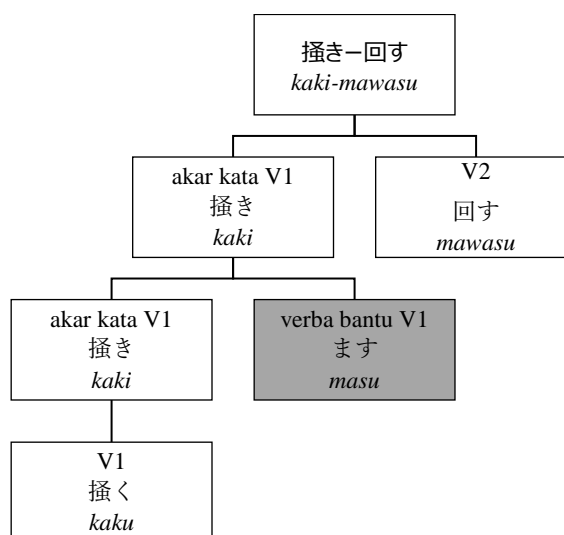 掻きー回す
kaki-mawasu
akar kata V1
掻き
kaki
V2
回す
mawasu
akar kata V1
掻き
kaki
verba bantu V1
ます
masu
V1
掻く
kaku